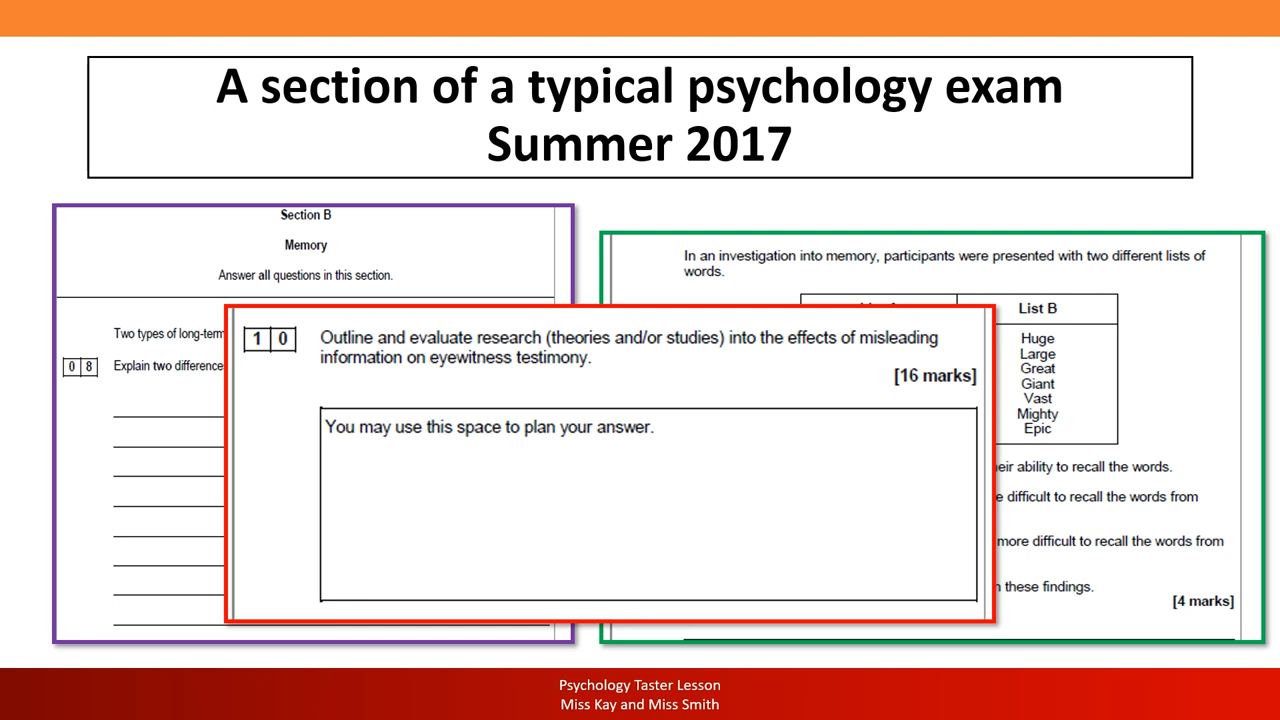 A section of a typical psychology exam
Summer 2017
Section B
Memory
Answer all questions in this section.
Two types of long-term
0 8 Explain two difference
1 0 Outline and evaluate research (theories and/or studies) into the effects of misleading
information on eyewitness testimony.
[16 marks]
You may use this space to plan your answer.
In an investigation into memory, participants were presented with two different lists of
words.
List B
Huge
Large
Great
Giant
Vast
Mighty
Epic
ability to recall the words.
difficult to recall the words from
more difficult to recall the words from
these findings.
[4 marks]
Psychology Taster Lesson
Miss Kay and Miss Smith